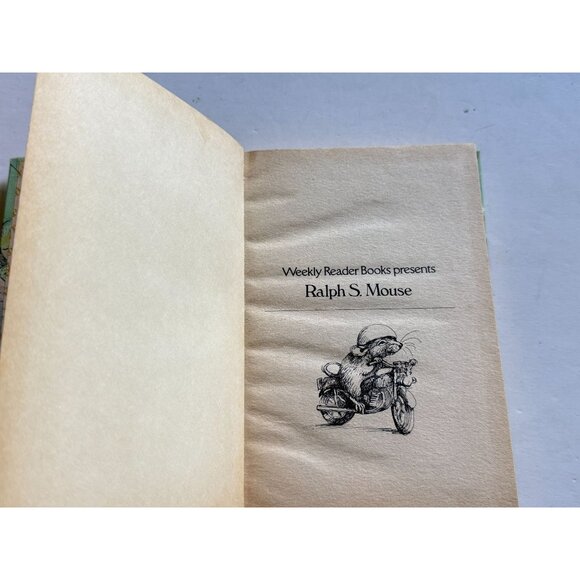 Weekly Reader Books presents
Ralph S. Mouse